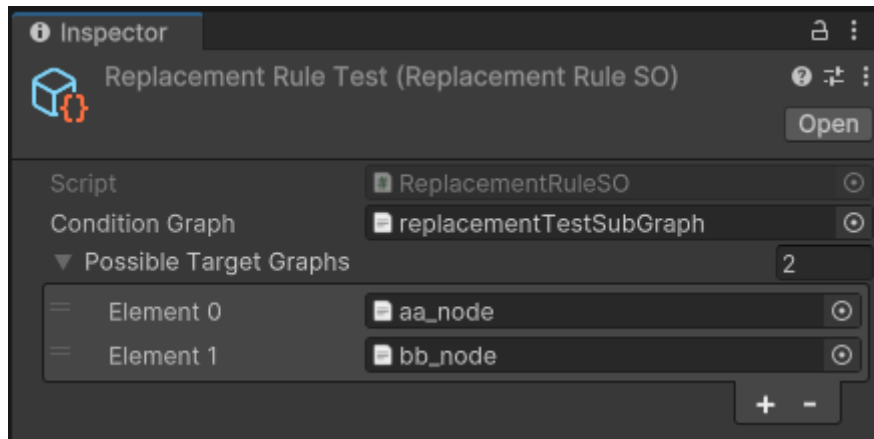 Inspector
Replacement Rule Test (Replacement Rule SO)
Open
Script ReplacementRuleSO
Condition Graph replacementTestSubGraph
Possible Target Graphs 2
Element 0 aa_node
Element 1 bb_node
+ -